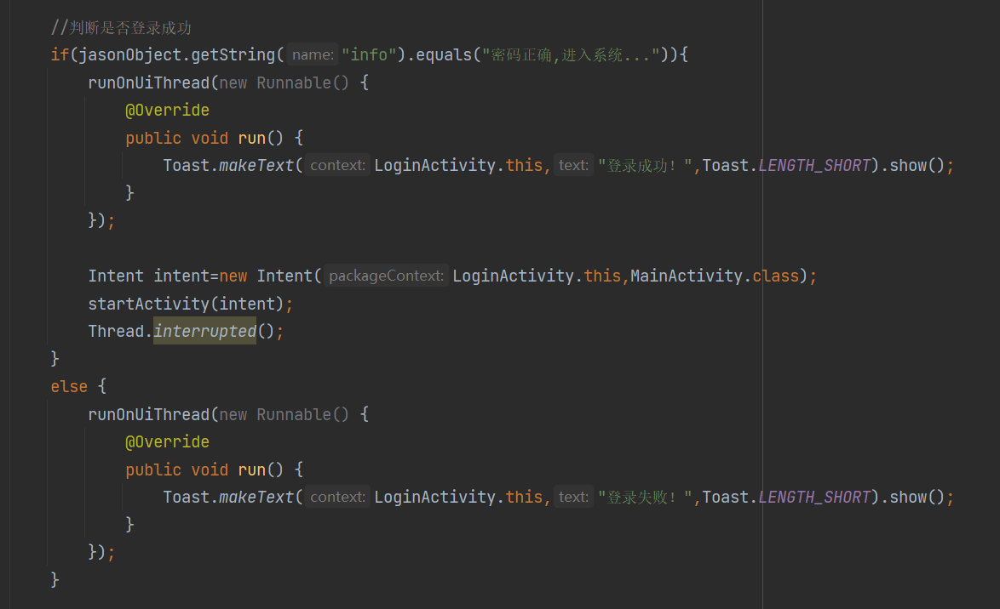 //判断是否登录成功
if(jasonObject.getString( name: "info").equals("密码正确,进入系统...")){
runOnUiThread(new Runnable() {
@Override
public void run() {
Toast.makeText( context: LoginActivity.this, text: "登录成功！",Toast.LENGTH_SHORT).show();
}
});
Intent intent=new Intent( packageContext: LoginActivity.this,MainActivity.class);
startActivity(intent);
Thread.interrupted();
}
else {
runOnUiThread(new Runnable() {
@Override
public void run() {
Toast.makeText( context: LoginActivity.this, text: "登录失败！",Toast.LENGTH_SHORT).show();
}
});
}